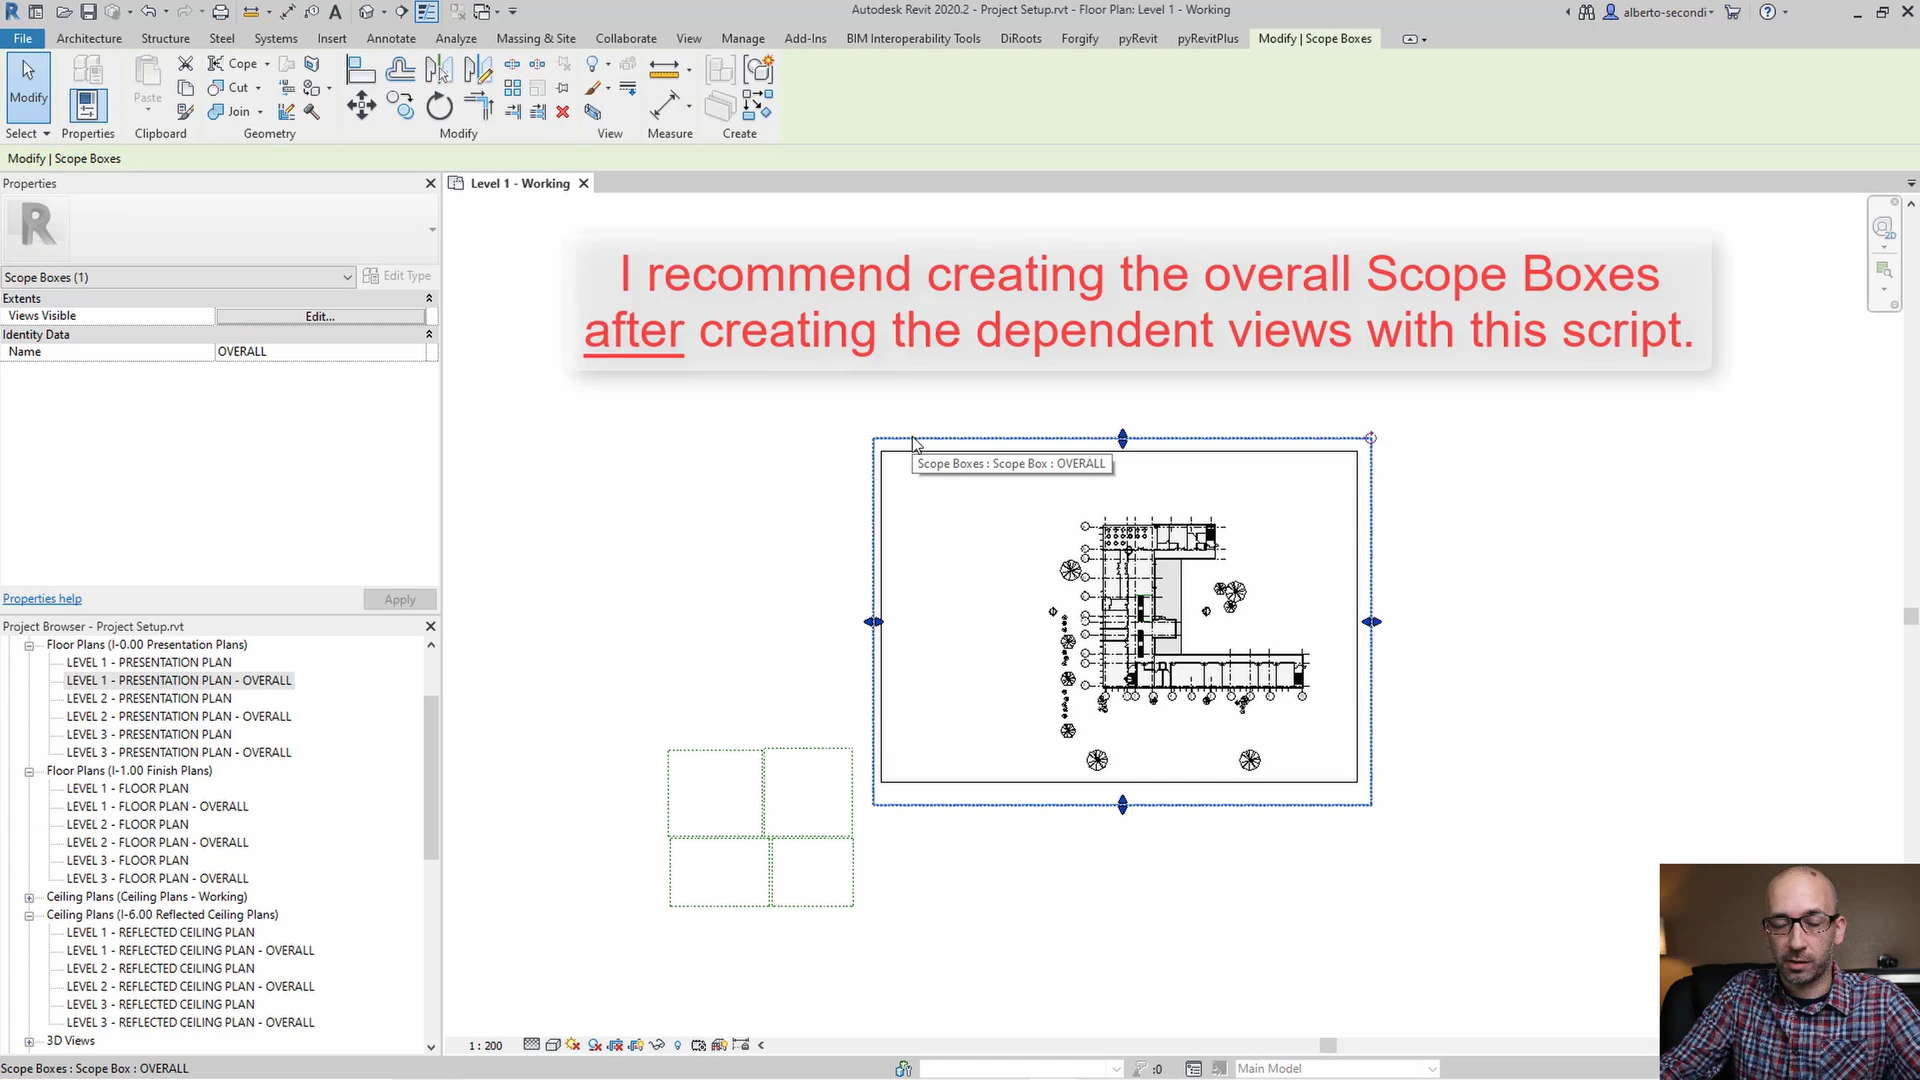 Autodesk Revit 2020.2 - Project Setup.rvt - Floor Plan: Level 1 - Working
alberto-secondi
File
Architecture
Structure
Steel
Systems
Insert
Annotate
Analyze
Massing & Site
Collaborate
View
Manage
Add-Ins
BIM Interoperability Tools
DiRoots
Forgify
pyRevit
pyRevitPlus
Modify | Scope Boxes
Modify
Paste
Cope
Cut
Join
Select
Properties
Clipboard
Geometry
Modify
View
Measure
Create
Modify | Scope Boxes
Properties
Level 1 - Working
2D
R
Scope Boxes (1)
Edit Type
Extents
Views Visible
Edit...
Identity Data
Name
OVERALL
Properties help
Apply
I recommend creating the overall Scope Boxes
after creating the dependent views with this script.
Scope Boxes : Scope Box : OVERALL
Project Browser - Project Setup.rvt
Floor Plans (I-0.00 Presentation Plans)
LEVEL 1 - PRESENTATION PLAN
LEVEL 1 - PRESENTATION PLAN - OVERALL
LEVEL 2 - PRESENTATION PLAN
LEVEL 2 - PRESENTATION PLAN - OVERALL
LEVEL 3 - PRESENTATION PLAN
LEVEL 3 - PRESENTATION PLAN - OVERALL
Floor Plans (I-1.00 Finish Plans)
LEVEL 1 - FLOOR PLAN
LEVEL 1 - FLOOR PLAN - OVERALL
LEVEL 2 - FLOOR PLAN
LEVEL 2 - FLOOR PLAN - OVERALL
LEVEL 3 - FLOOR PLAN
LEVEL 3 - FLOOR PLAN - OVERALL
Ceiling Plans (Ceiling Plans - Working)
Ceiling Plans (I-6.00 Reflected Ceiling Plans)
LEVEL 1 - REFLECTED CEILING PLAN
LEVEL 1 - REFLECTED CEILING PLAN - OVERALL
LEVEL 2 - REFLECTED CEILING PLAN
LEVEL 2 - REFLECTED CEILING PLAN - OVERALL
LEVEL 3 - REFLECTED CEILING PLAN
LEVEL 3 - REFLECTED CEILING PLAN - OVERALL
3D Views
1 : 200
Scope Boxes : Scope Box : OVERALL
:0
Main Model